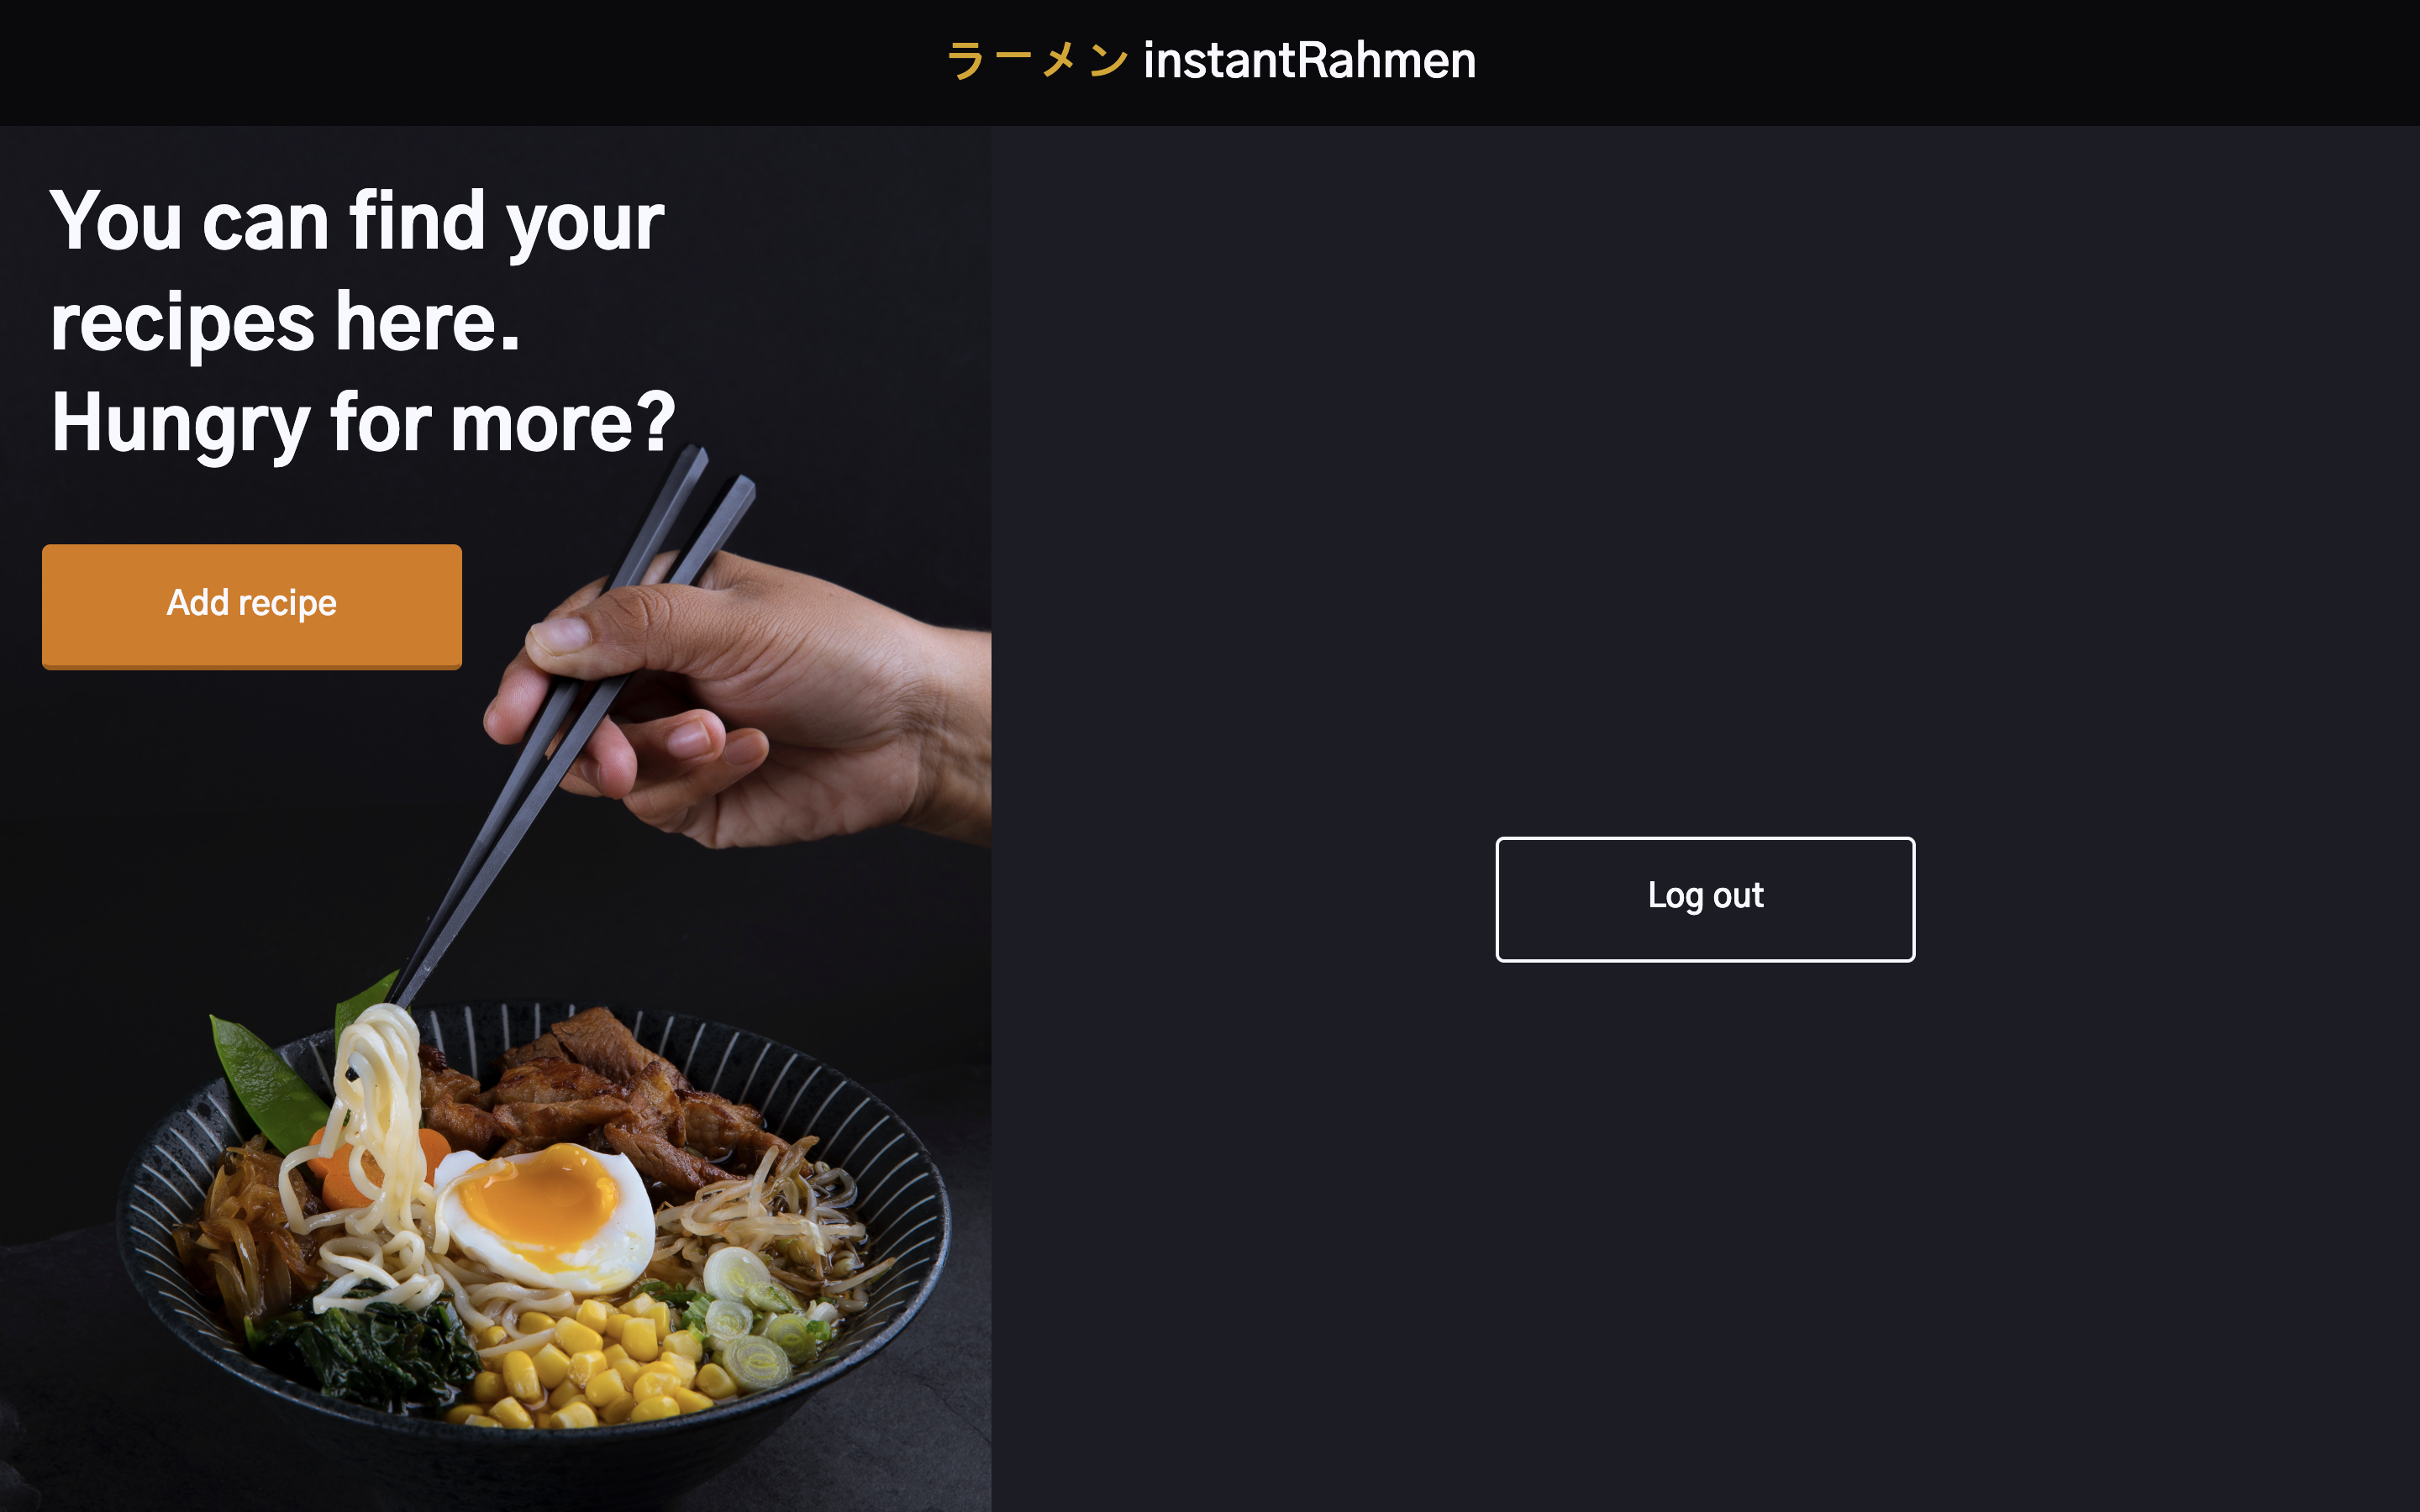 ラーメン instantRahmen
You can find your
recipes here.
Hungry for more?
Add recipe
Log out